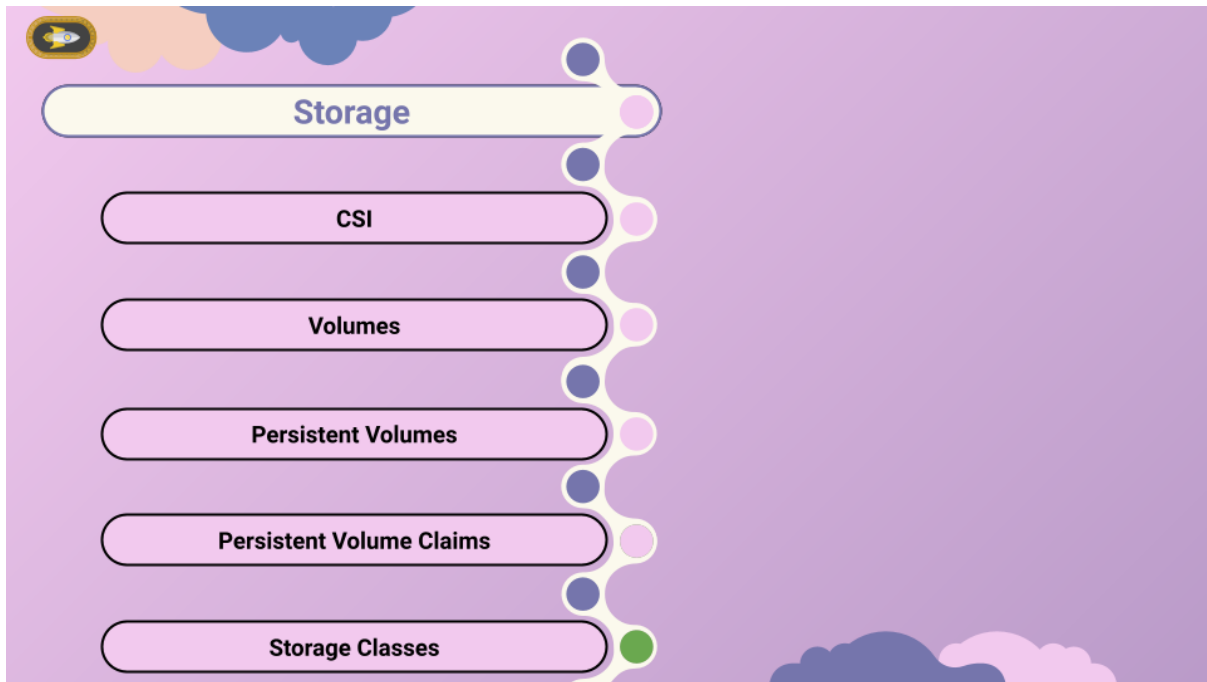 Storage
CSI
Volumes
Persistent Volumes
Persistent Volume Claims
Storage Classes